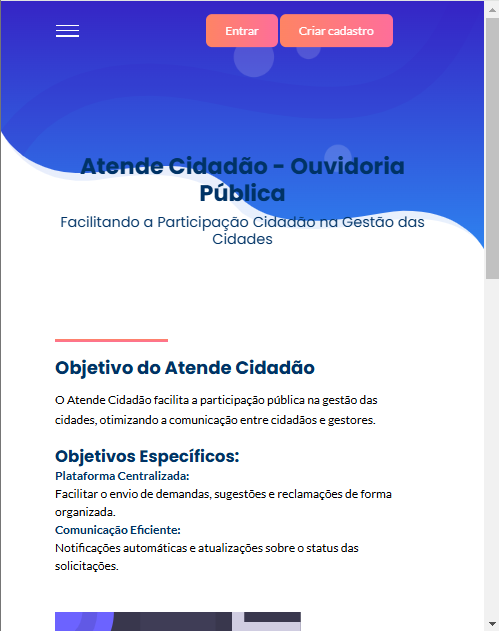 Entrar
Criar cadastro
Atende Cidadão - Ouvidoria
Pública
Facilitando a Participação Cidadão na Gestão das
Cidades
Objetivo do Atende Cidadão
O Atende Cidadão facilita a participação pública na gestão das
cidades, otimizando a comunicação entre cidadãos e gestores.
Objetivos Específicos:
Plataforma Centralizada:
Facilitar o envio de demandas, sugestões e reclamações de forma
organizada.
Comunicação Eficiente:
Notificações automáticas e atualizações sobre o status das
solicitações.